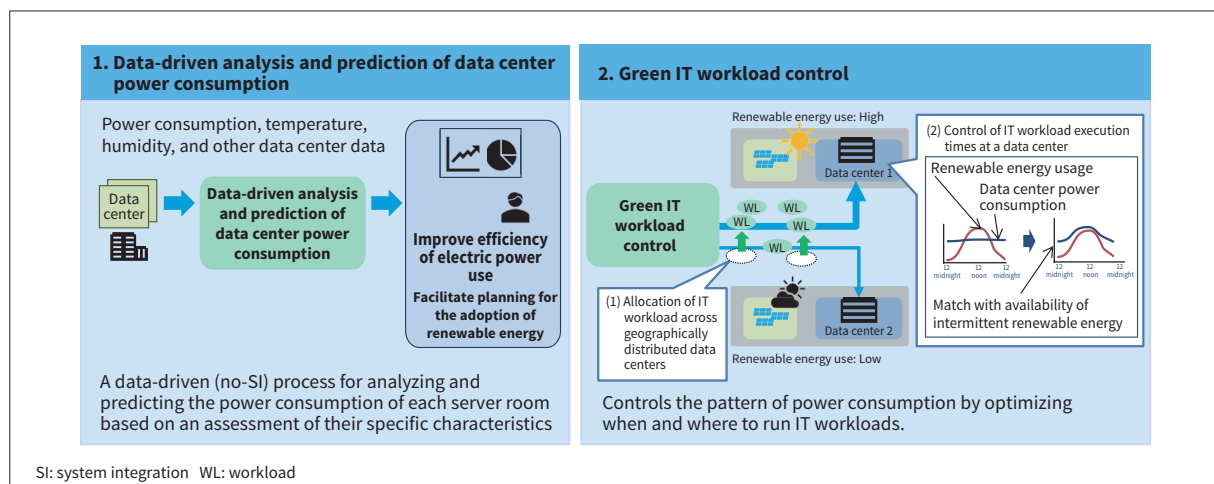 1. Data-driven analysis and prediction of data center
power consumption
Power consumption, temperature,
humidity, and other data center data
Data
center
Data-driven analysis
and prediction of
data center power
consumption
Improve efficiency
of electric power
use
Facilitate planning for
the adoption of
renewable energy
A data-driven (no-SI) process for analyzing and
predicting the power consumption of each server room
based on an assessment of their specific characteristics
2. Green IT workload control
Renewable energy use: High
Data center 1
Green IT
workload
control
WL
WL
WL
WL
WL
(1) Allocation of IT
workload across
geographically
distributed data
centers
Data center 2
Renewable energy use: Low
(2) Control of IT workload execution
times at a data center
Renewable energy usage
Data center power
consumption
12
midnight
12
noon
12
midnight
12
midnight
12
noon
12
midnight
Match with availability of
intermittent renewable energy
Controls the pattern of power consumption by optimizing
when and where to run IT workloads.
SI: system integration WL: workload